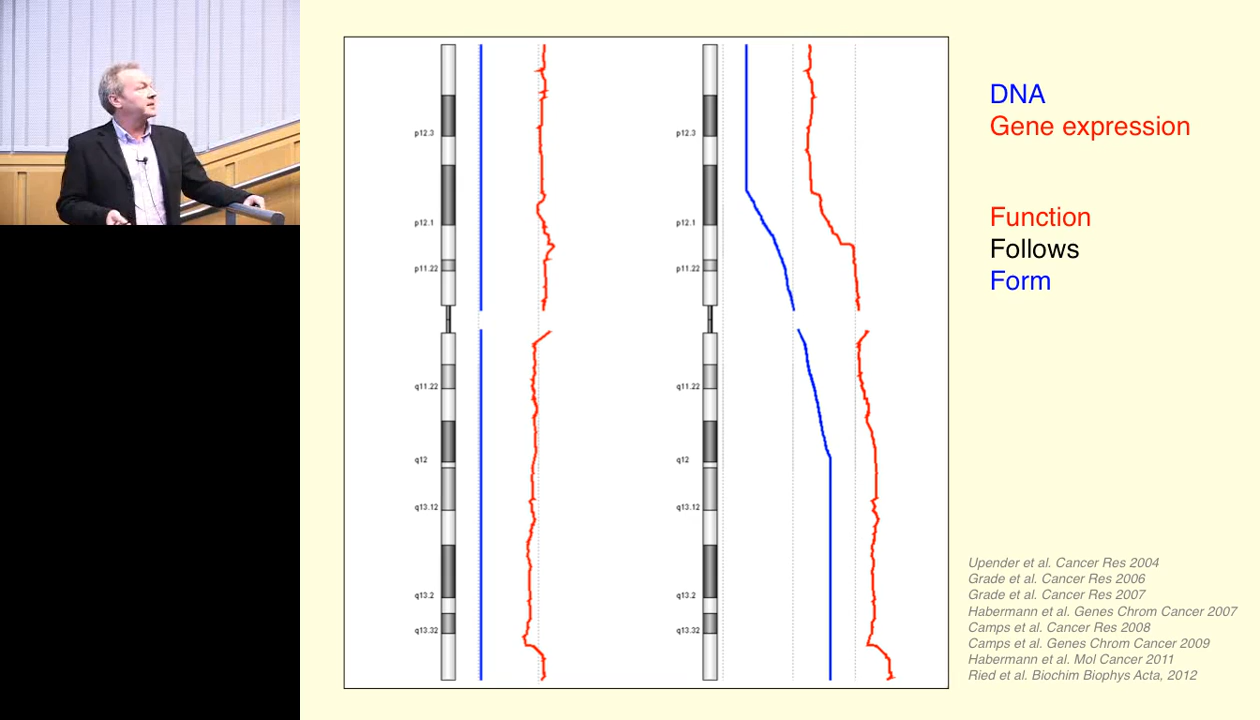 DNA
Gene expression
Function
Follows
Form
p12.3
p12.1
p11.22
q11.22
q12
q13.12
q13.2
q13.32
p12.3
p12.1
p11.22
q11.22
q12
q13.12
q13.2
q13.32
Upender et al. Cancer Res 2004
Grade et al. Cancer Res 2006
Grade et al. Cancer Res 2007
Habermann et al. Genes Chrom Cancer 2007
Camps et al. Cancer Res 2008
Camps et al. Genes Chrom Cancer 2009
Habermann et al. Mol Cancer 2011
Ried et al. Biochim Biophys Acta, 2012